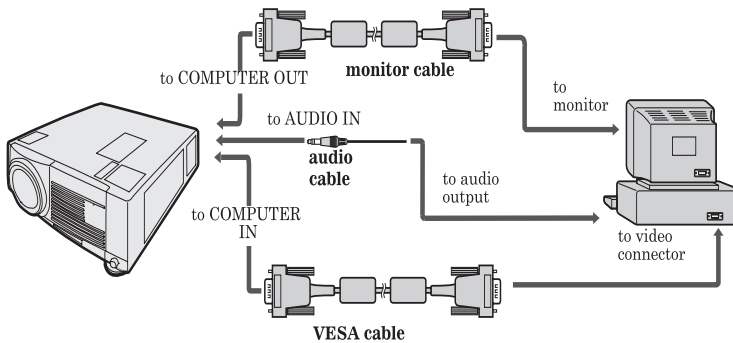 to COMPUTER OUT
monitor cable
to
monitor
to AUDIO IN
audio
cable
to audio
output
to COMPUTER
IN
to video
connector
VESA cable